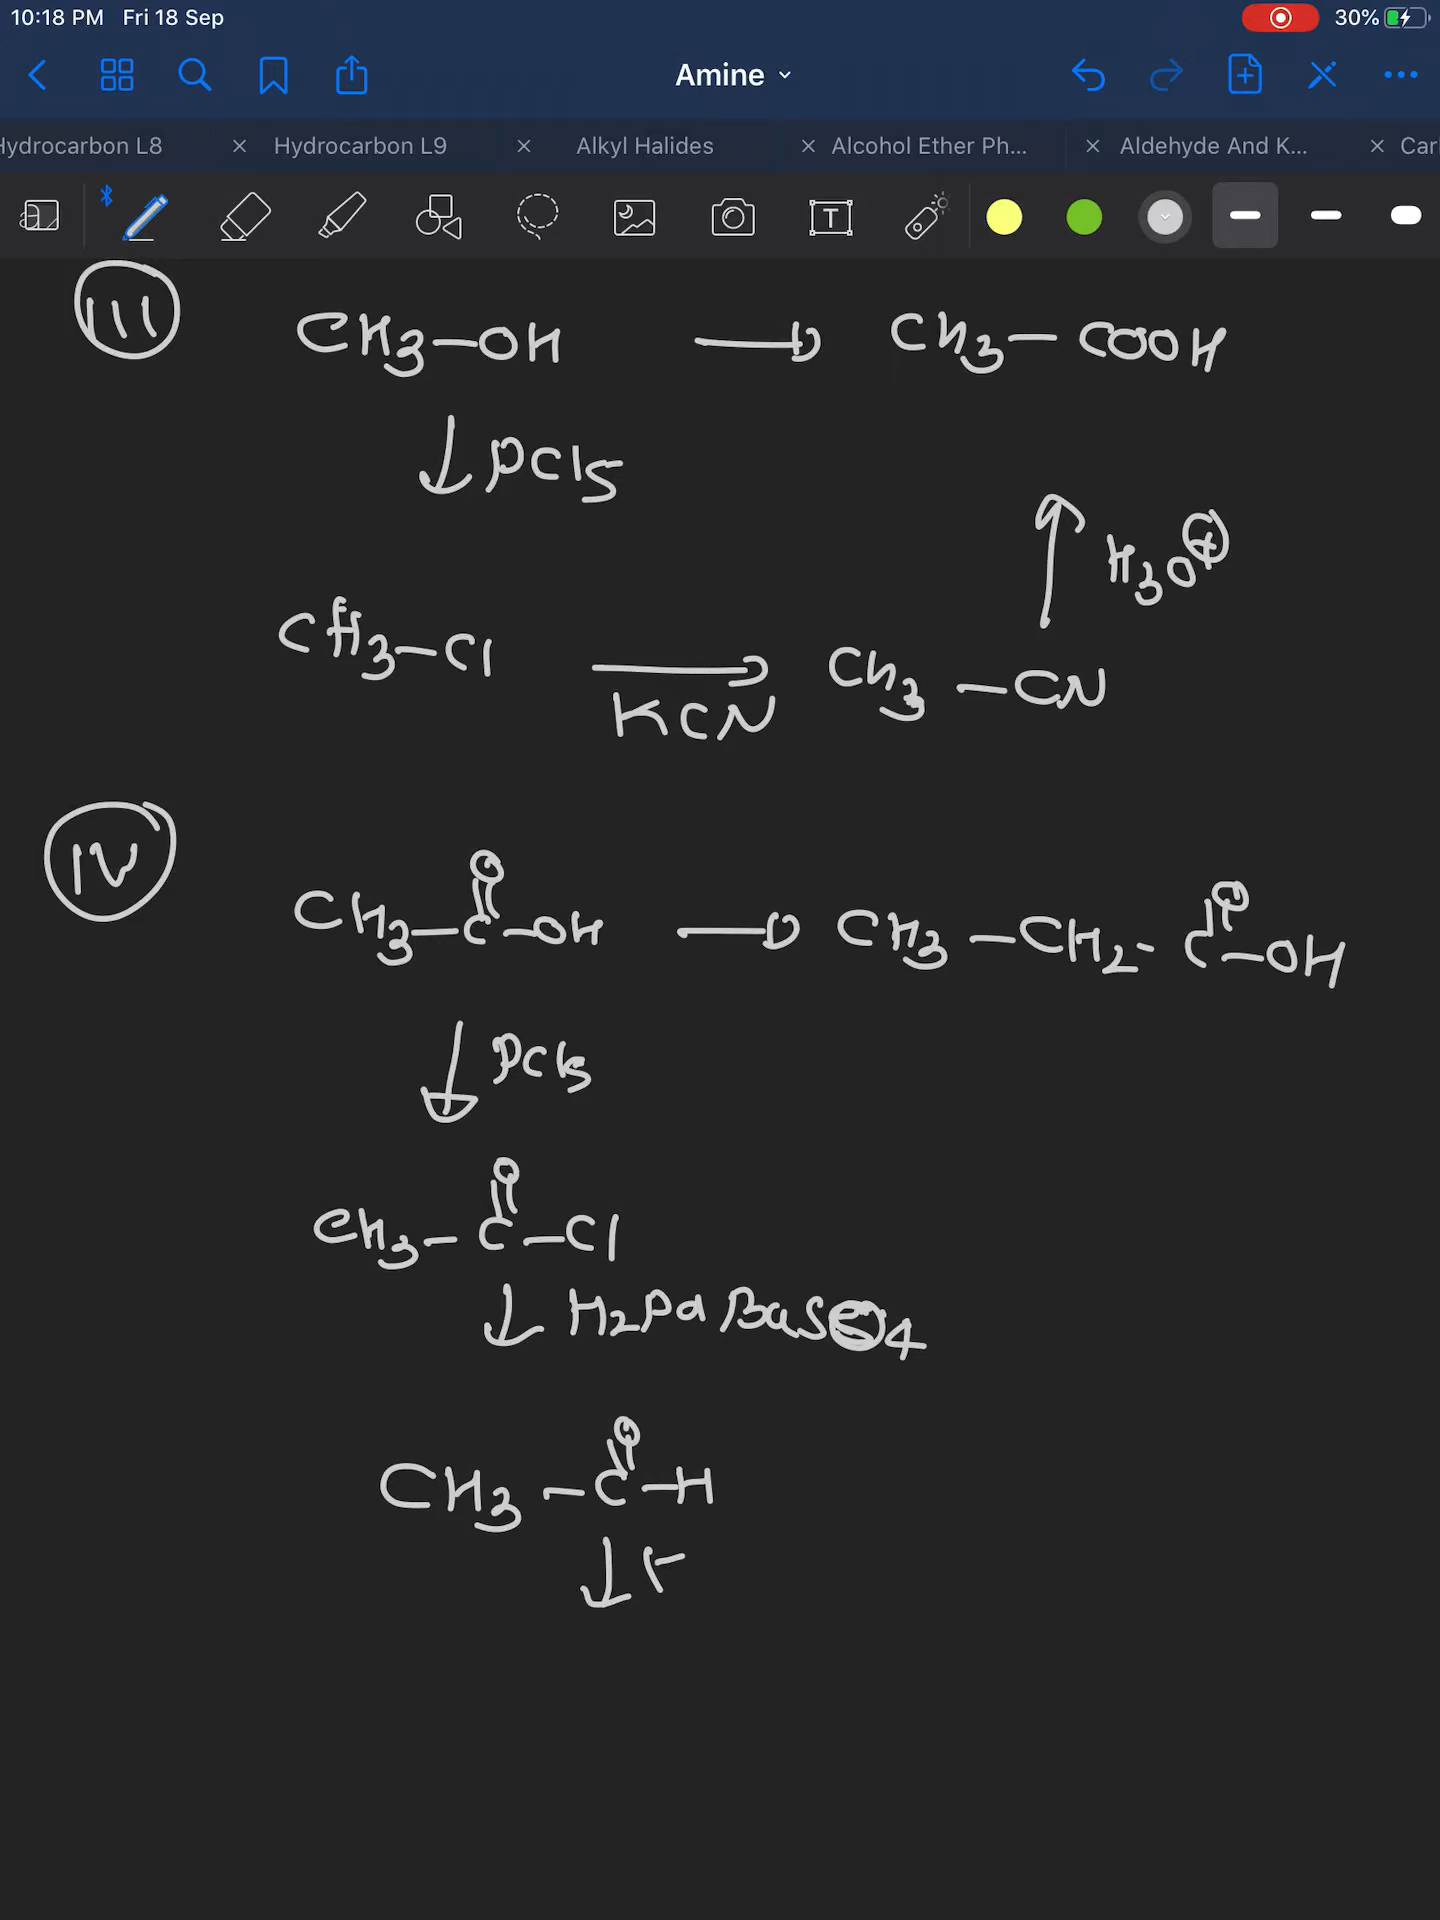 10:18 PM Fri 18 Sep 30%
Amine
Hydrocarbon L8 × Hydrocarbon L9 × Alkyl Halides × Alcohol Ether Ph... × Aldehyde And K... × Car
T
III CH3-OH → CH3-COOH
↓ PCl5
↑ H3O⊕
CH3-Cl → CH3-CN
KCN
O O
IV CH3-C-OH → CH3-CH2-C-OH
↓ PCl5
O
CH3-C-Cl
↓ H2 Pd BaSO4
O
CH3-C-H
↓